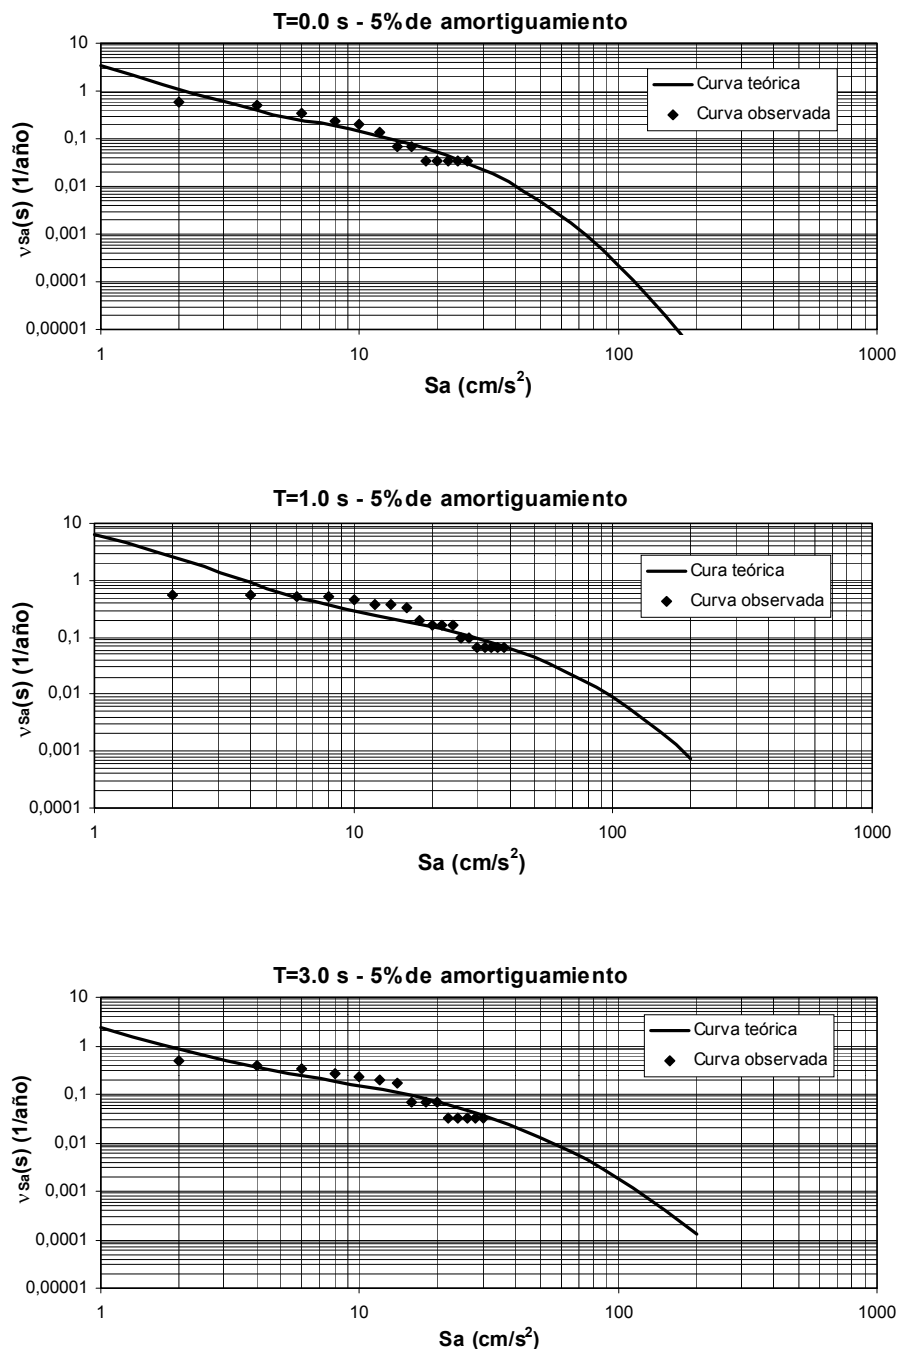 T=0.0 s - 5%de amortiguamiento
10
1
0,1
0,01
0,001
0,0001
0,00001
νSa(s) (1/año)
Curva teórica
Curva observada
1
10
100
1000
Sa (cm/s²)
T=1.0 s - 5%de amortiguamiento
10
1
0,1
0,01
0,001
0,0001
νSa(s) (1/año)
Cura teórica
Curva observada
1
10
100
1000
Sa (cm/s²)
T=3.0 s - 5%de amortiguamiento
10
1
0,1
0,01
0,001
0,0001
0,00001
νSa(s) (1/año)
Curva teórica
Curva observada
1
10
100
1000
Sa (cm/s²)